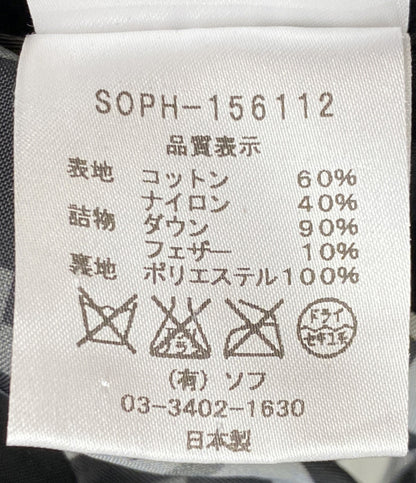 SOPH-156112
品質表示
表地 コットン 60%
ナイロン 40%
詰物 ダウン 90%
フェザー 10%
裏地 ポリエステル100%
ドライ
セキユ系
(有) ソフ
03-3402-1630
日本製